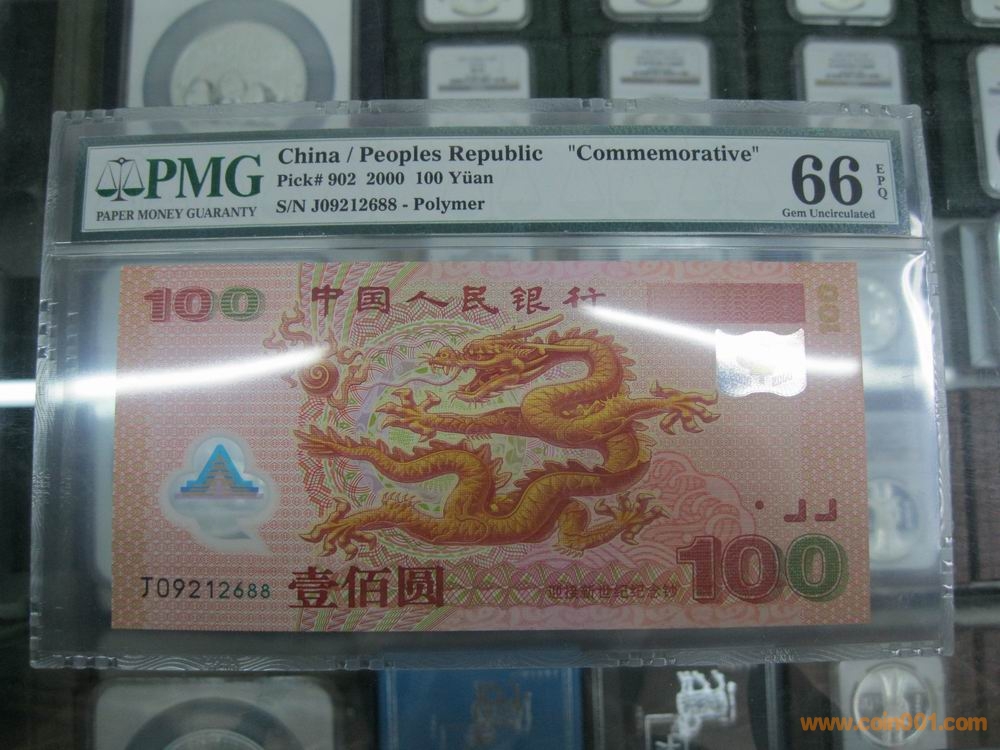 PMG
PAPER MONEY GUARANTY
China / Peoples Republic "Commemorative"
Pick# 902 2000 100 Yüan
S/N J09212688 - Polymer
66
EPQ
Gem Uncirculated
100
中国人民银行
100
2000
J09212688
壹佰圆
迎接新世纪纪念钞
100
www.coin001.com